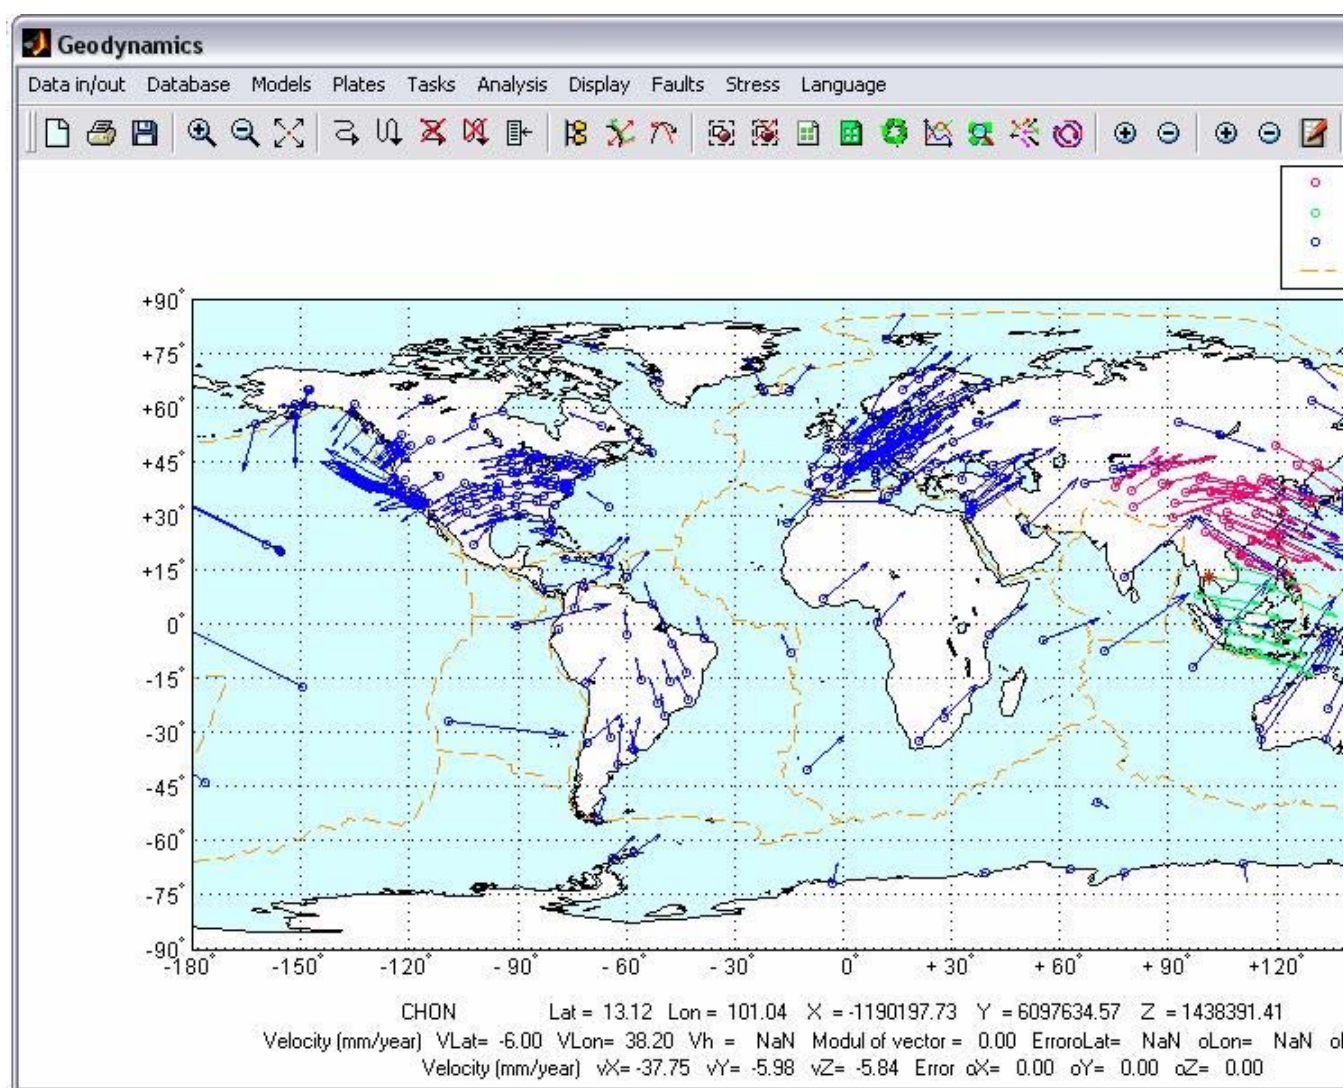 Geodynamics
Data in/out Database Models Plates Tasks Analysis Display Faults Stress Language
+90°
+75°
+60°
+45°
+30°
+15°
0°
-15°
-30°
-45°
-60°
-75°
-90°
-180° -150° -120° - 90° - 60° - 30° 0° + 30° + 60° + 90° +120°
CHON Lat = 13.12 Lon = 101.04 X = -1190197.73 Y = 6097634.57 Z = 1438391.41
Velocity (mm/year) VLat= -6.00 VLon= 38.20 Vh = NaN Modul of vector = 0.00 ErroroLat= NaN oLon= NaN
Velocity (mm/year) vX= -37.75 vY= -5.98 vZ= -5.84 Error oX= 0.00 oY= 0.00 oZ= 0.00